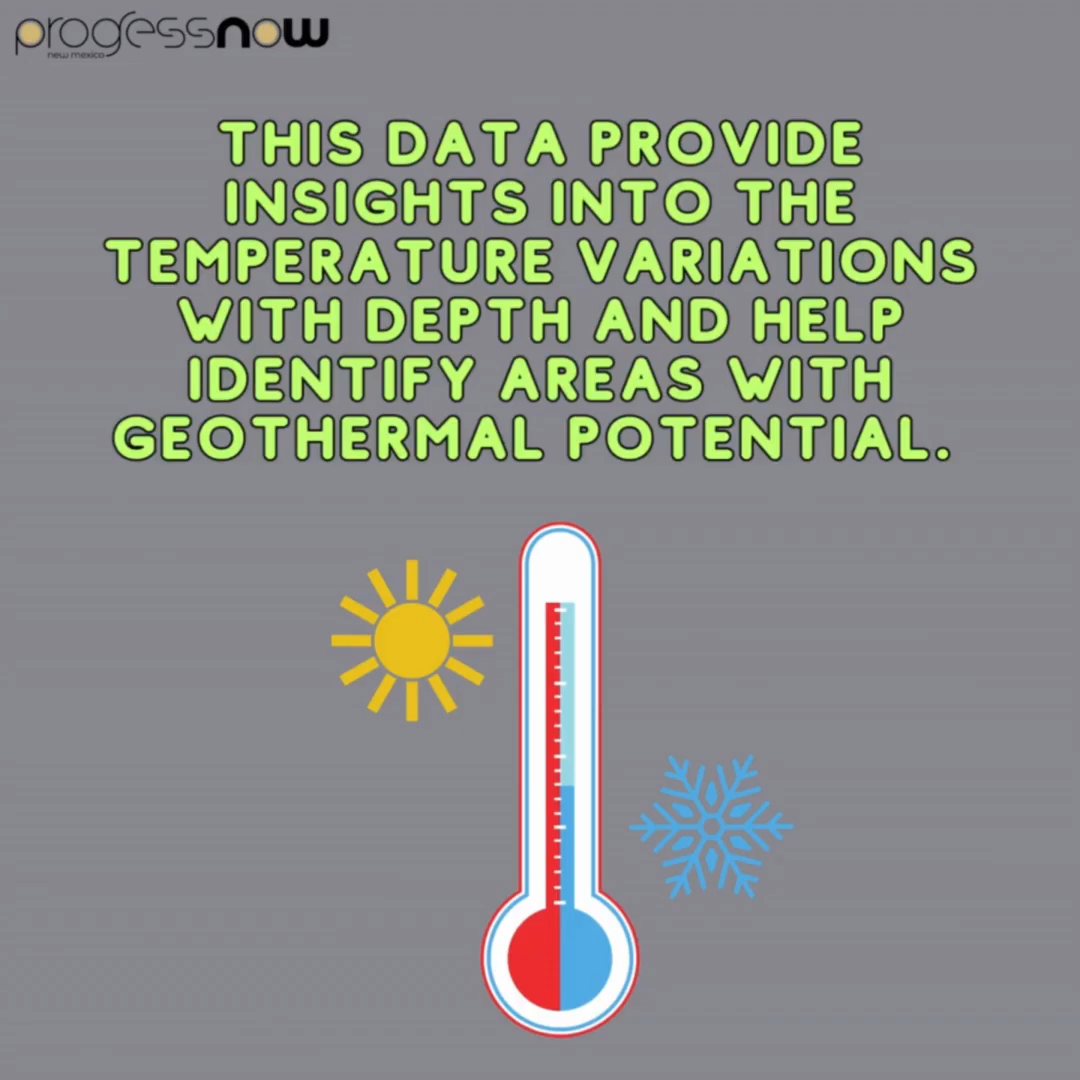 progressnow
new mexico
THIS DATA PROVIDE
INSIGHTS INTO THE
TEMPERATURE VARIATIONS
WITH DEPTH AND HELP
IDENTIFY AREAS WITH
GEOTHERMAL POTENTIAL.